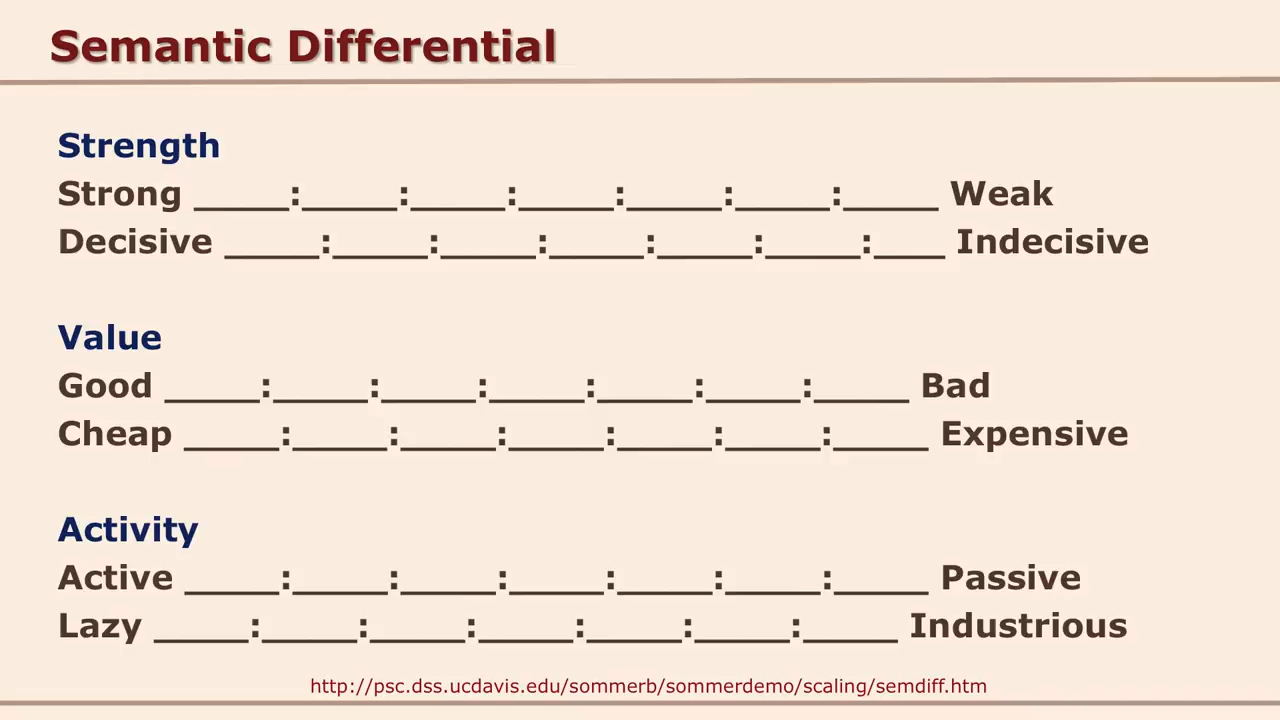 Semantic Differential
Strength
Strong _____:_____:_____:_____:_____:_____:_____ Weak
Decisive _____:_____:_____:_____:_____:_____:____ Indecisive
Value
Good _____:_____:_____:_____:_____:_____:_____ Bad
Cheap _____:_____:_____:_____:_____:_____:_____ Expensive
Activity
Active _____:_____:_____:_____:_____:_____:_____ Passive
Lazy _____:_____:_____:_____:_____:_____:_____ Industrious
http://psc.dss.ucdavis.edu/sommerb/sommerdemo/scaling/semdiff.htm